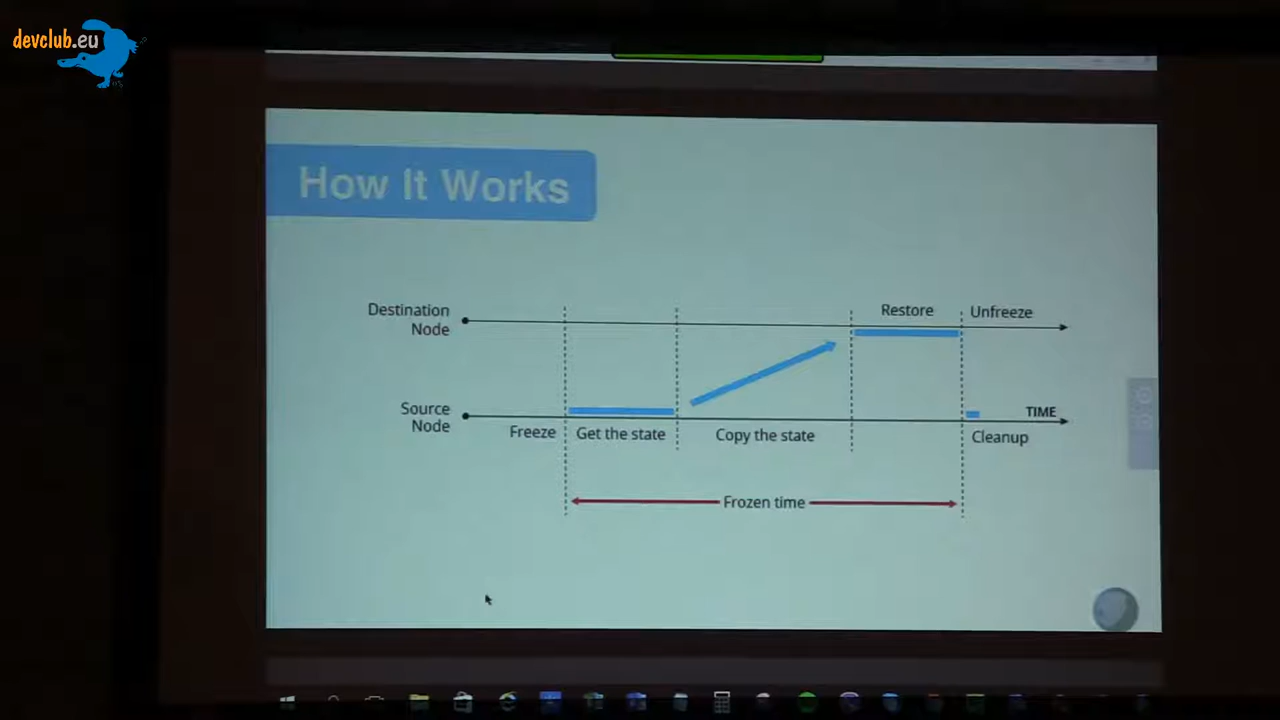 devclub.eu
How it Works
Destination
Node
Restore
Unfreeze
Source
Node
TIME
Freeze
Get the state
Copy the state
Cleanup
Frozen time